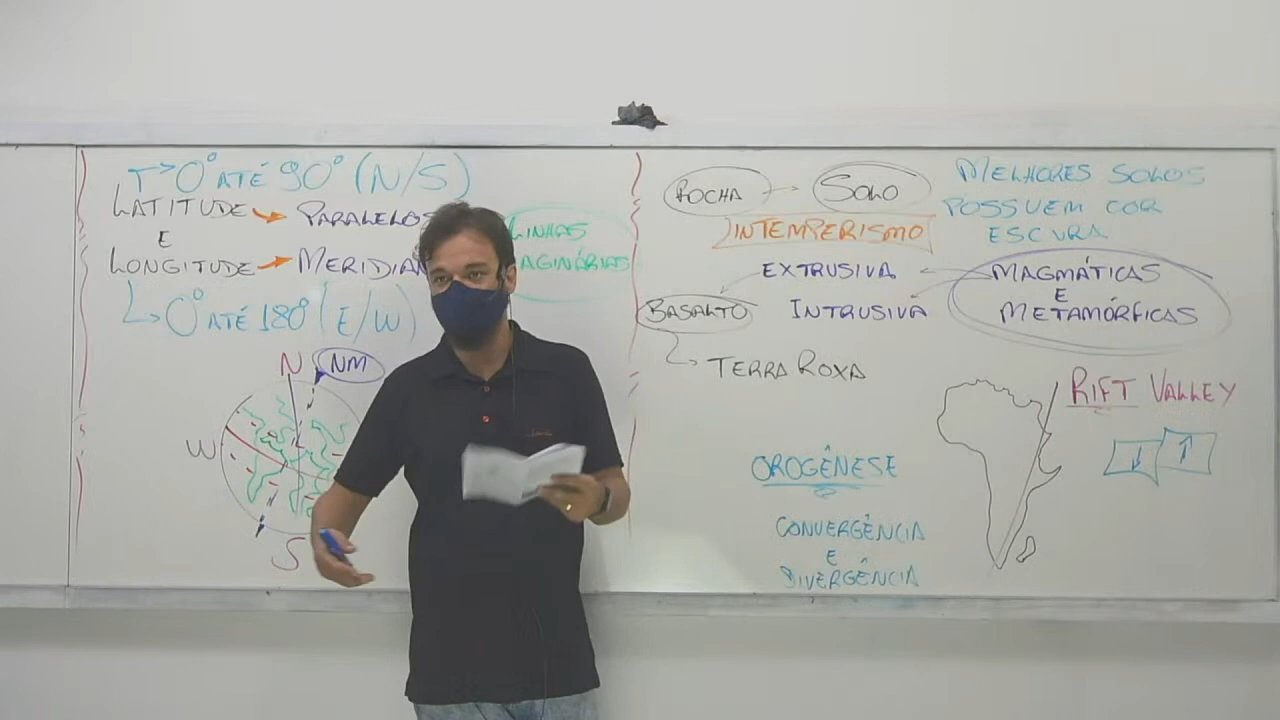 0° ATÉ 90° (N/S)
LATITUDE → PARALELOS
E
LONGITUDE → MERIDIAN
0° ATÉ 180° (E/W)
LINHAS
AGINÁRIAS
N NM
W
S
ROCHA → SOLO
INTEMPERISMO
MELHORES SOLOS
POSSUEM COR
ESCURA
EXTRUSIVA
INTRUSIVA
MAGMÁTICAS
E
METAMÓRFICAS
BASALTO
TERRA ROXA
RIFT VALLEY
OROGÊNESE
CONVERGÊNCIA
E
DIVERGÊNCIA